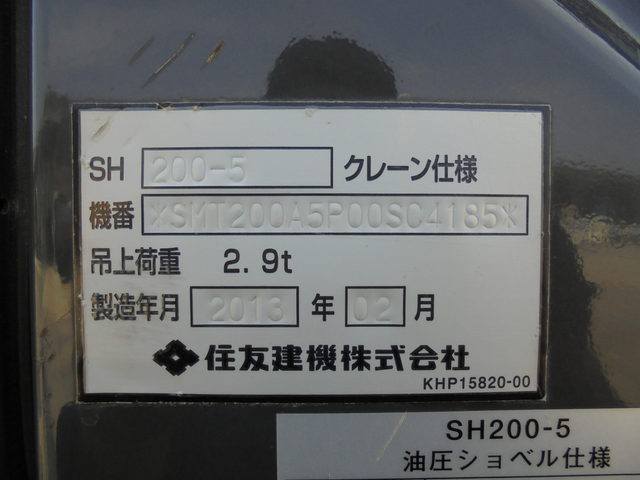 SH 200-5 クレーン仕様
機番 *SMT200A5P00SC4185*
吊上荷重 2.9t
製造年月 2013 年 02 月
住友建機株式会社
KHP15820-00
SH200-5
油圧ショベル仕様